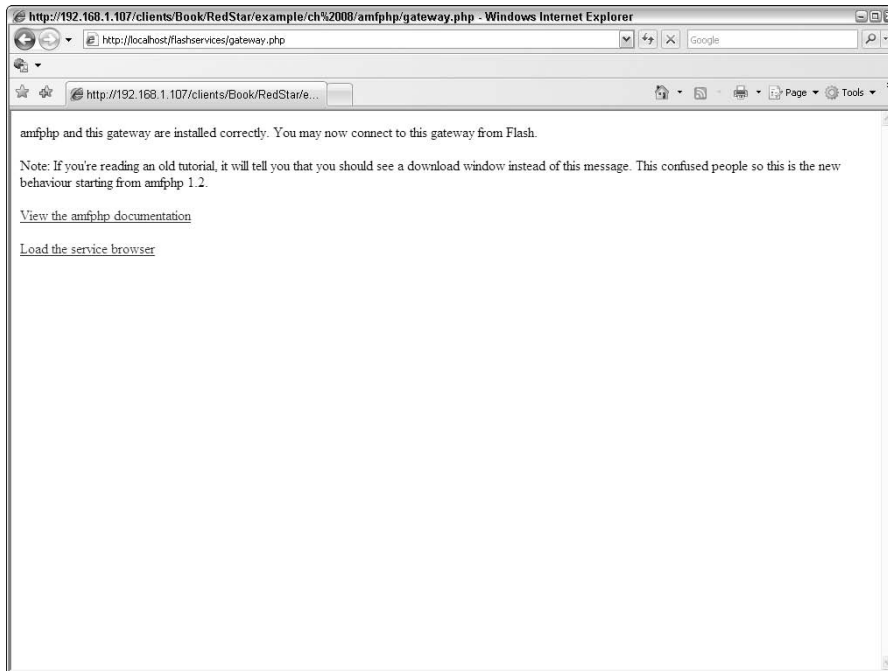 http://192.168.1.107/clients/Book/RedStar/example/ch%2008/amfphp/gateway.php - Windows Internet Explorer
http://localhost/flashservices/gateway.php
Google
http://192.168.1.107/clients/Book/RedStar/e...
Page
Tools
amfphp and this gateway are installed correctly. You may now connect to this gateway from Flash.
Note: If you're reading an old tutorial, it will tell you that you should see a download window instead of this message. This confused people so this is the new
behaviour starting from amfphp 1.2.
View the amfphp documentation
Load the service browser